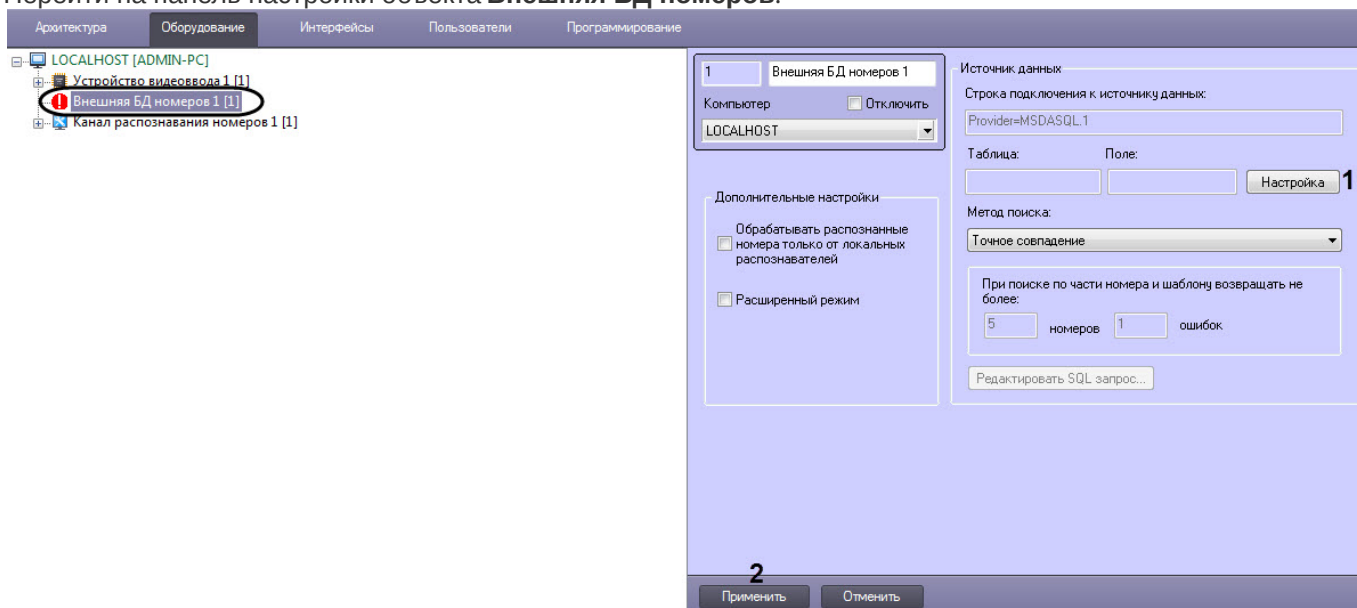 Перейти на панель настройки объекта Внешняя БД номеров.
Архитектура Оборудование Интерфейсы Пользователи Программирование
LOCALHOST [ADMIN-PC]
Устройство видеоввода 1 [1]
Внешняя БД номеров 1 [1]
Канал распознавания номеров 1 [1]
1 Внешняя БД номеров 1
Компьютер Отключить
LOCALHOST
Дополнительные настройки
Обрабатывать распознанные
номера только от локальных
распознавателей
Расширенный режим
Источник данных
Строка подключения к источнику данных:
Provider=MSDASQL.1
Таблица: Поле:
Настройка 1
Метод поиска:
Точное совпадение
При поиске по части номера и шаблону возвращать не
более:
5 номеров 1 ошибок
Редактировать SQL запрос...
2
Применить Отменить